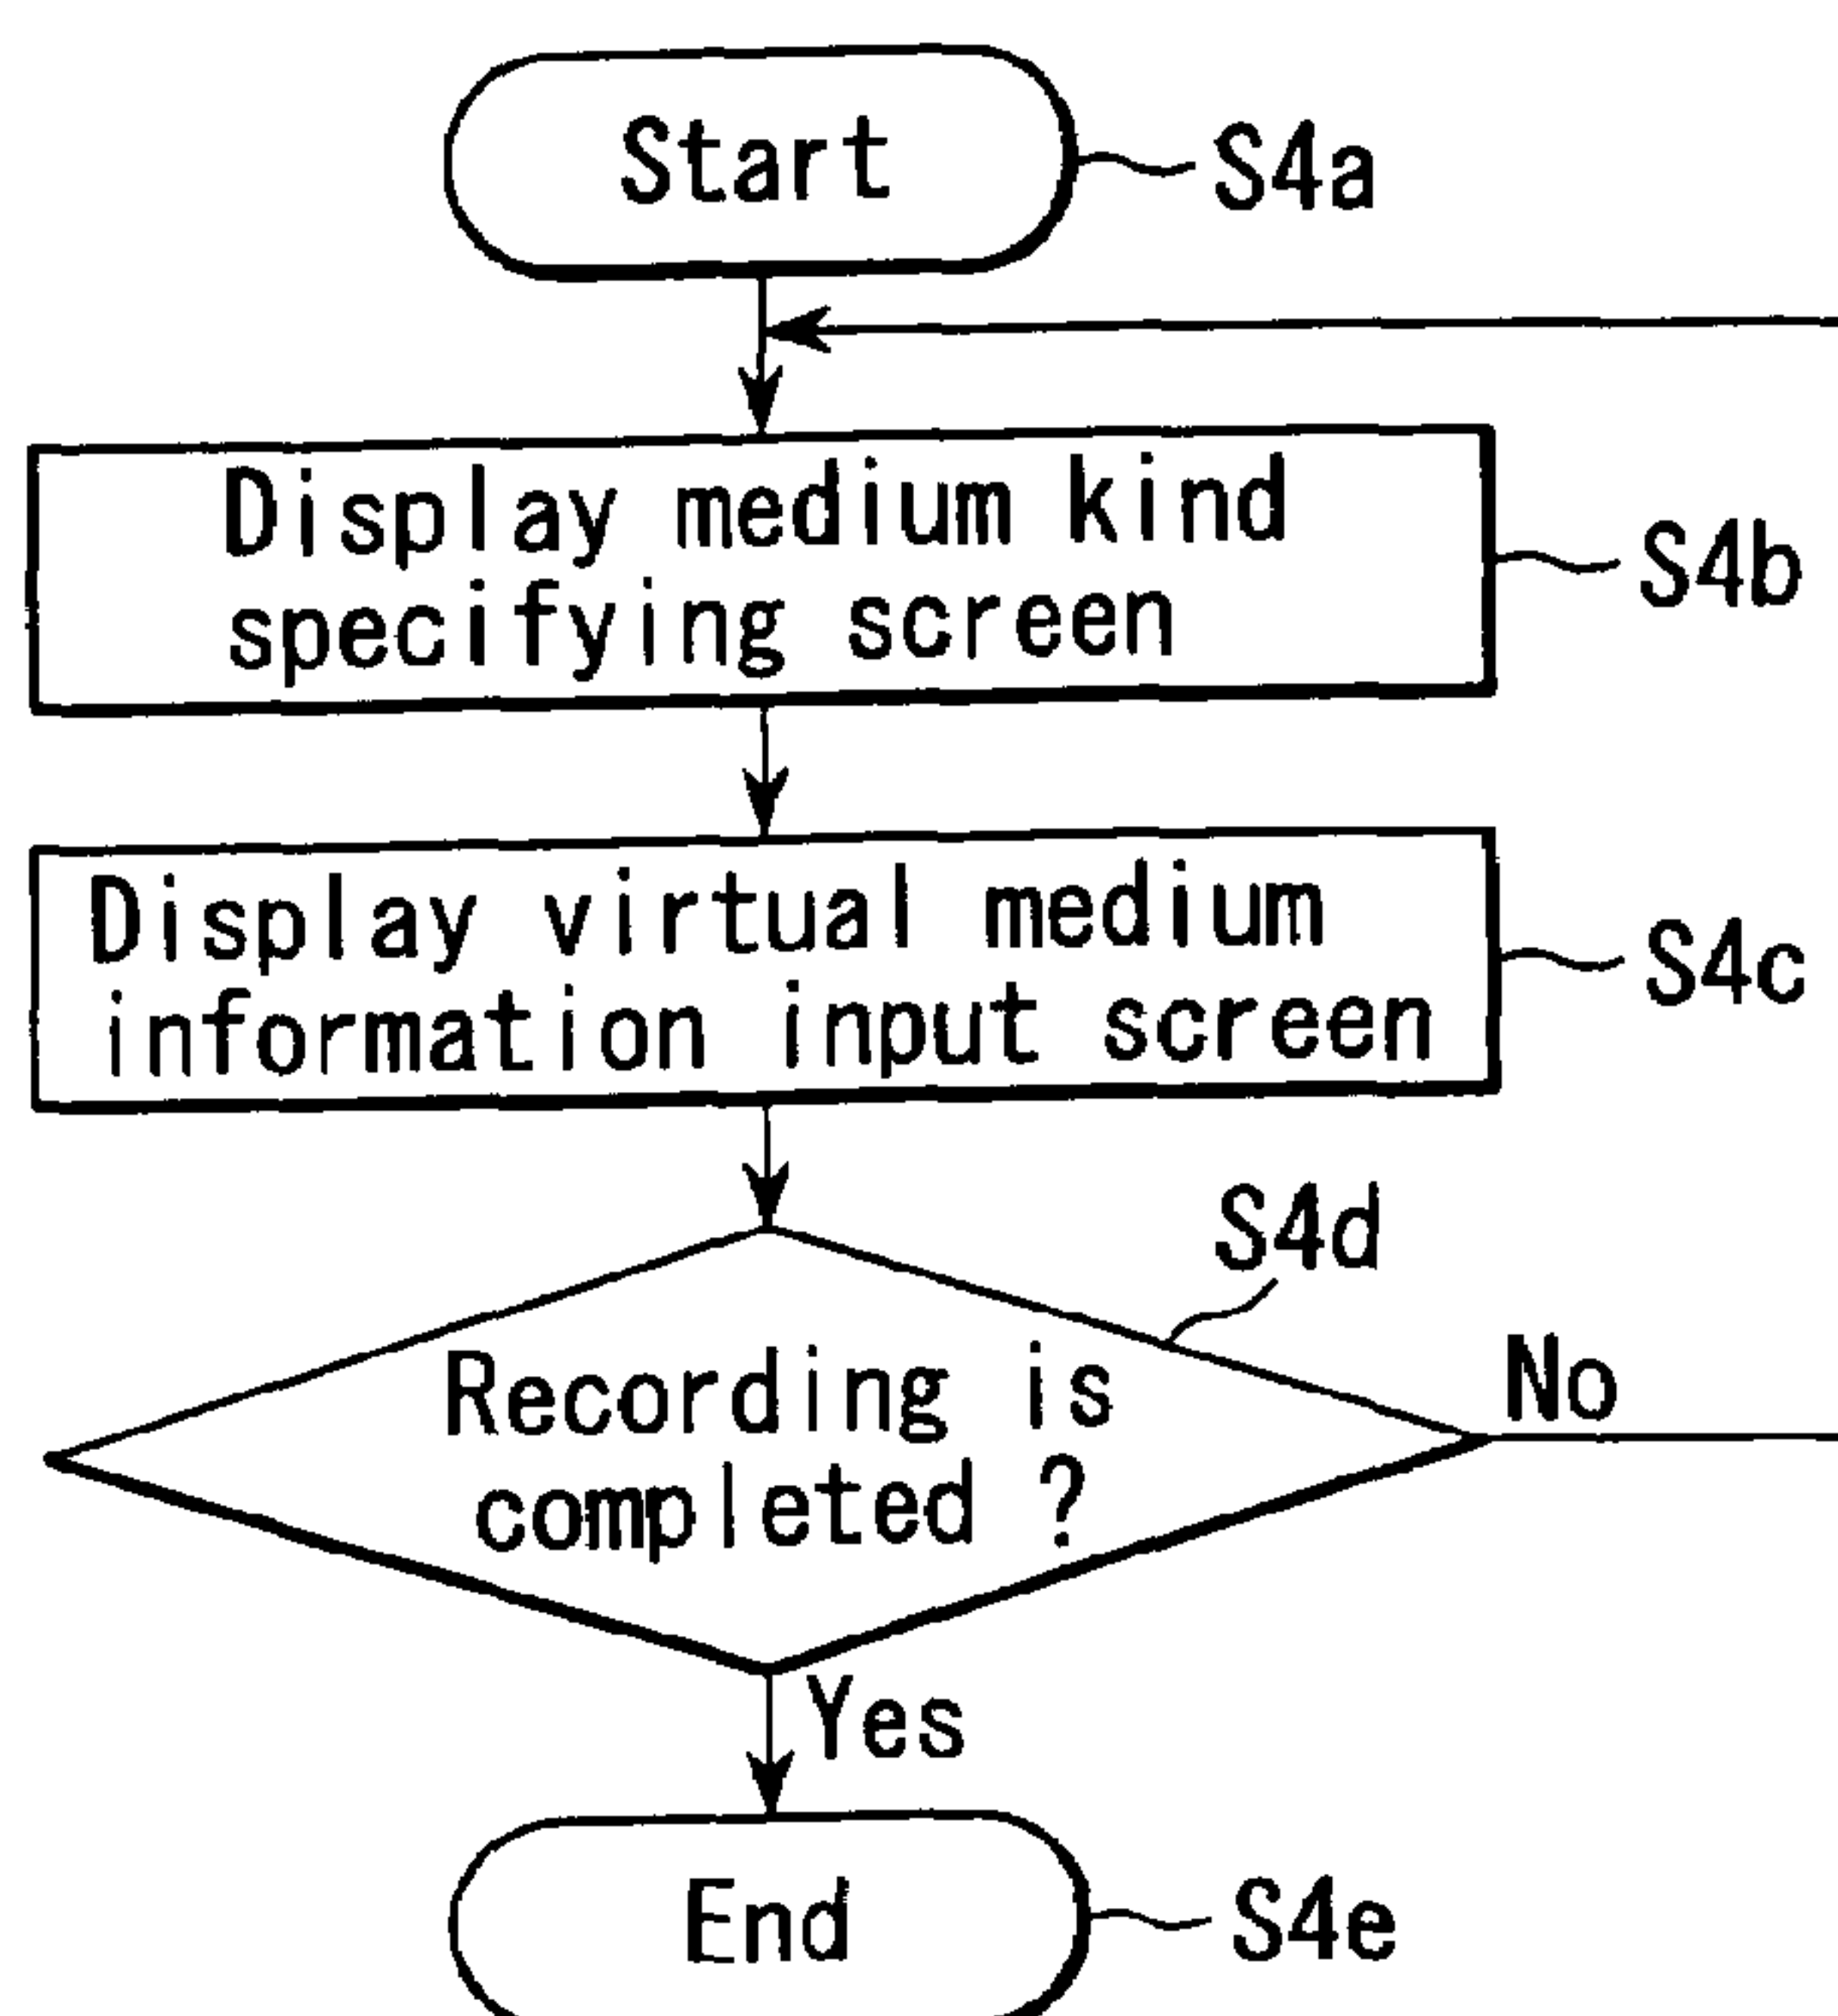 Start
S4a
Display medium kind
specifying screen
S4b
Display virtual medium
information input screen
S4c
S4d
Recording is
completed ?
No
Yes
End
S4e